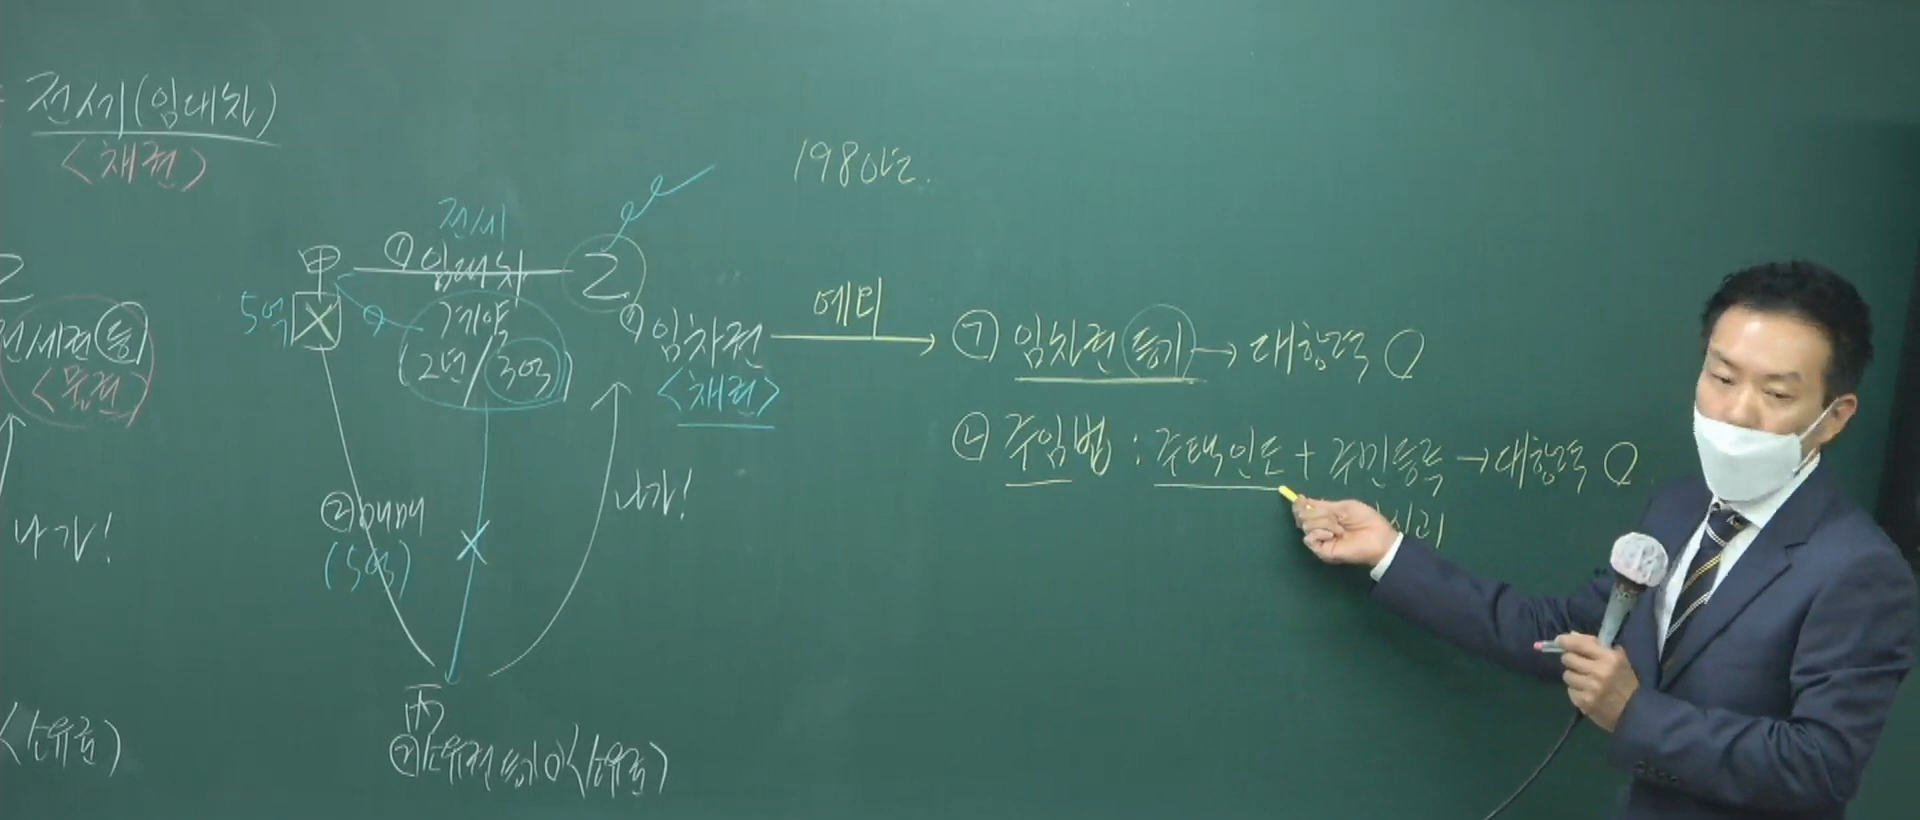 전세(임대차)
<채권>
1980년.
전세
甲 ① 임대차 乙
5억
계약
(2년/3억)
㉠ 임차권
<채권>
예외
㉠ 임차권 등기 → 대항력 O
㉡ 주임법 : 주택인도 + 주민등록 → 대항력 O
전세권 등
<물권>
나가!
② 매매
(5억)
나가!
丙
소유권 등기 O <소유권>
<소유권>